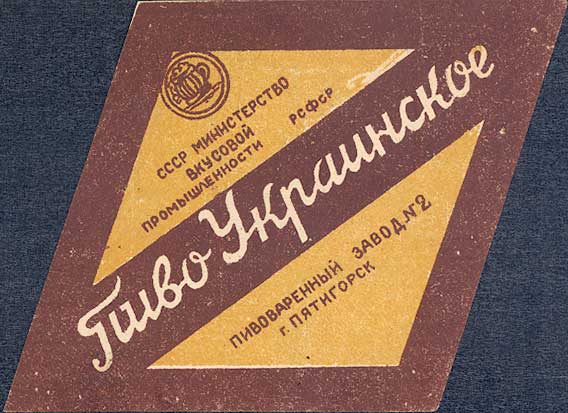 СССР МИНИСТЕРСТВО
ВКУСОВОЙ
ПРОМЫШЛЕННОСТИ РСФСР
Пиво Украинское
ПИВОВАРЕННЫЙ ЗАВОД №2
г. ПЯТИГОРСК